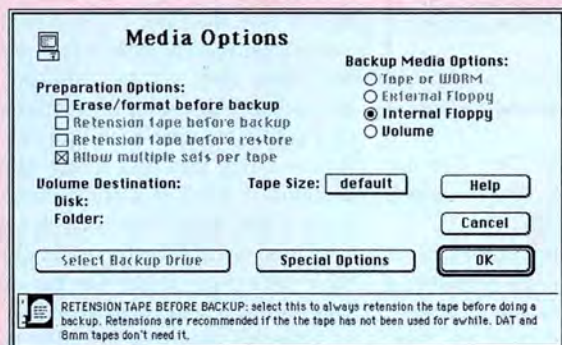 Media Options
Preparation Options:
Erase/format before backup
Retension tape before backup
Retension tape before restore
Allow multiple sets per tape
Backup Media Options:
Tape or WORM
External Floppy
Internal Floppy
Volume
Volume Destination:
Disk:
Folder:
Tape Size: default
Help
Cancel
Select Backup Drive
Special Options
OK
RETENSION TAPE BEFORE BACKUP: select this to always retension the tape before doing a
backup. Retensions are recommended if the the tape has not been used for awhile. DAT and
8mm tapes don't need it.